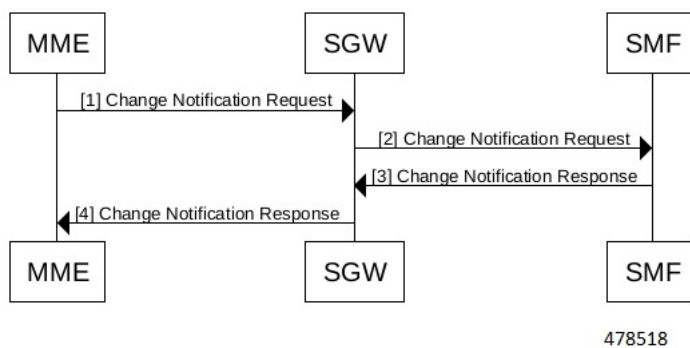 MME SGW SMF
[1] Change Notification Request
[2] Change Notification Request
[3] Change Notification Response
[4] Change Notification Response
MME SGW SMF
478518